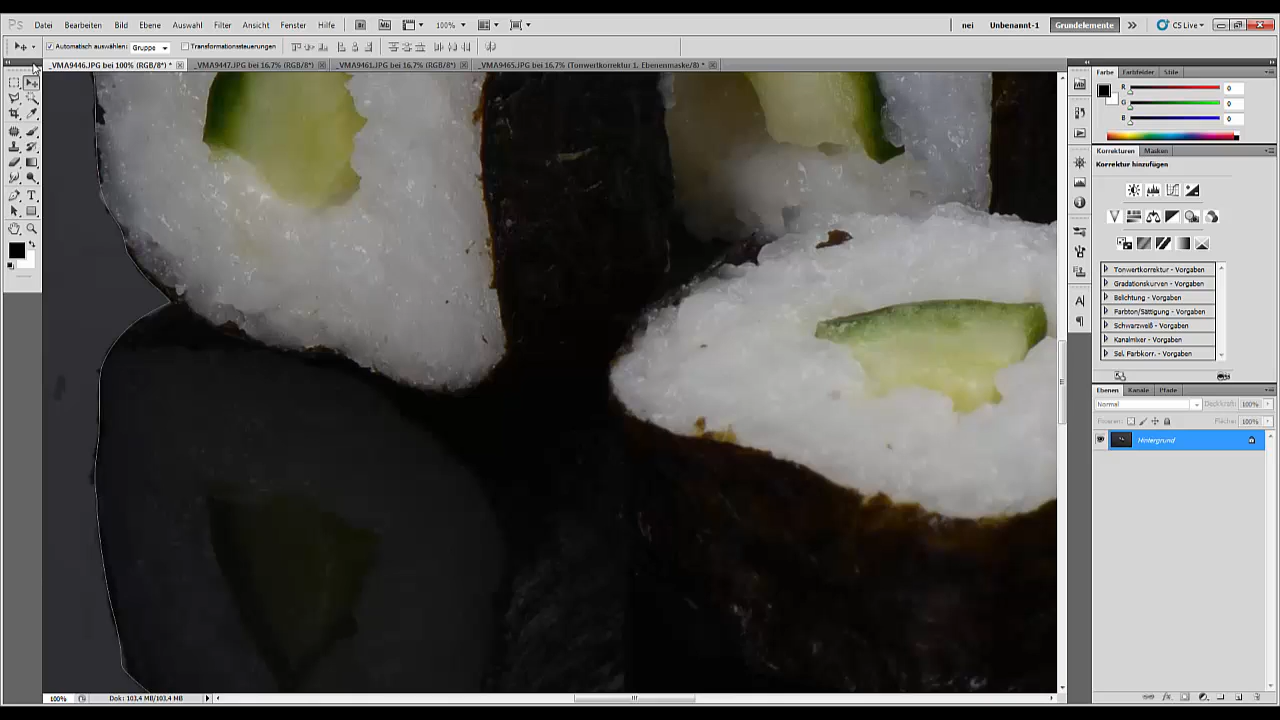 Ps Datei Bearbeiten Bild Ebene Auswahl Filter Ansicht Fenster Hilfe Br Mb 100% nei Unbenannt-1 Grundelemente CS Live
Automatisch auswählen: Gruppe Transformationssteuerungen
_VMA9446.JPG bei 100% (RGB/8*) * _VMA9447.JPG bei 16,7% (RGB/8*) _VMA9461.JPG bei 16,7% (RGB/8*) _VMA9465.JPG bei 16,7% (Tonwertkorrektur 1, Ebenenmaske/8) *
Farbe Farbfelder Stile
R 0
G 0
B 0
Korrekturen Masken
Korrektur hinzufügen
Tonwertkorrektur - Vorgaben
Gradationskurven - Vorgaben
Belichtung - Vorgaben
Farbton/Sättigung - Vorgaben
Schwarzweiß - Vorgaben
Kanalmixer - Vorgaben
Sel. Farbkorr. - Vorgaben
Ebenen Kanäle Pfade
Normal Deckkraft: 100%
Fixieren: Fläche: 100%
Hintergrund
100% Dok: 103,4 MB/103,4 MB